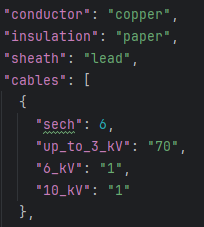 "conductor": "copper",
"insulation": "paper",
"sheath": "lead",
"cables": [
{
"sech": 6,
"up_to_3_kV": "70",
"6_kV": "1",
"10_kV": "1"
},